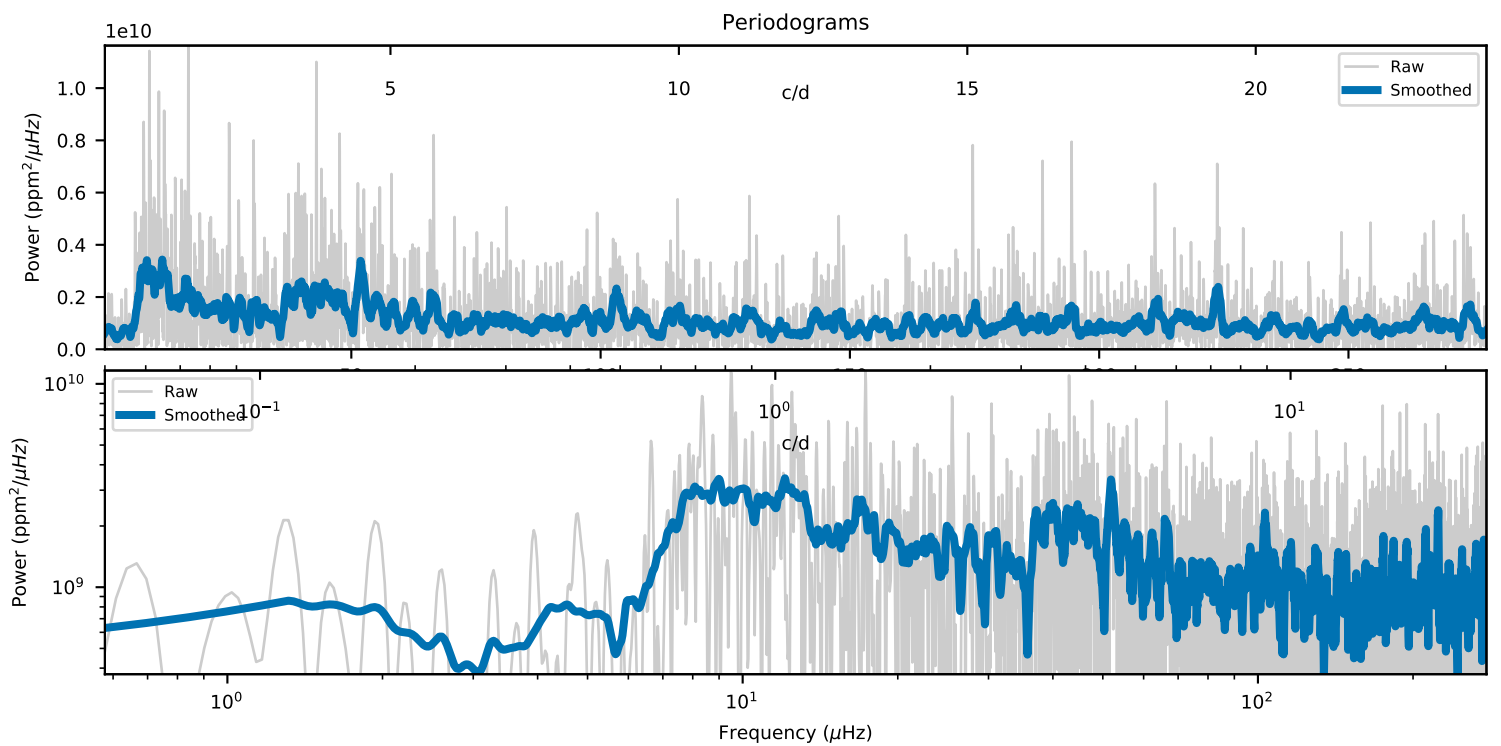 Periodograms
1e10
5 10 15 20
c/d
Raw
Smoothed
1.0
0.8
0.6
0.4
0.2
0.0
Power (ppm²/μHz)
Raw
Smoothed
10⁻¹ 10⁰ 10¹
c/d
10¹⁰
10⁹
Power (ppm²/μHz)
10⁰ 10¹ 10²
Frequency (μHz)